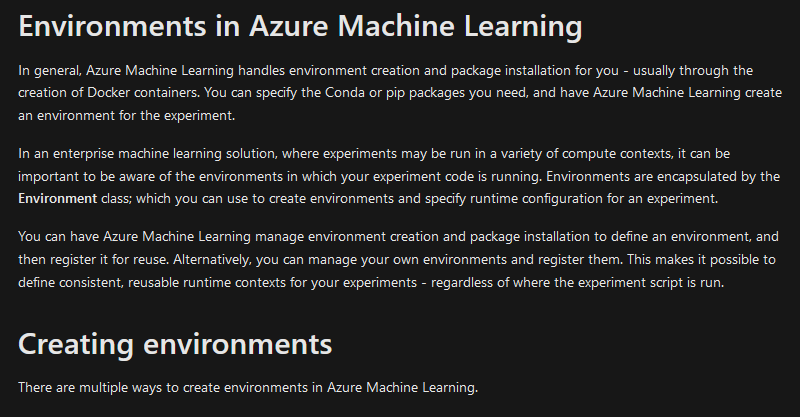 Environments in Azure Machine Learning
In general, Azure Machine Learning handles environment creation and package installation for you - usually through the
creation of Docker containers. You can specify the Conda or pip packages you need, and have Azure Machine Learning create
an environment for the experiment.
In an enterprise machine learning solution, where experiments may be run in a variety of compute contexts, it can be
important to be aware of the environments in which your experiment code is running. Environments are encapsulated by the
Environment class; which you can use to create environments and specify runtime configuration for an experiment.
You can have Azure Machine Learning manage environment creation and package installation to define an environment, and
then register it for reuse. Alternatively, you can manage your own environments and register them. This makes it possible to
define consistent, reusable runtime contexts for your experiments - regardless of where the experiment script is run.
Creating environments
There are multiple ways to create environments in Azure Machine Learning.